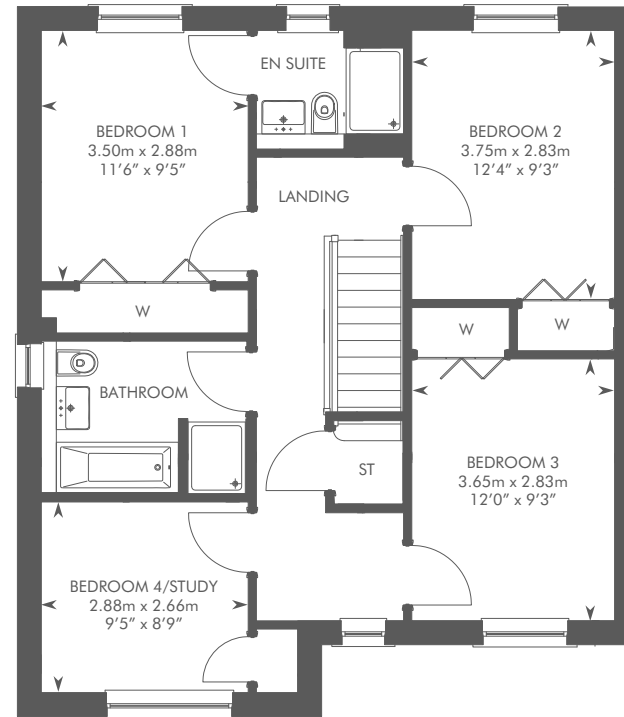 EN SUITE
BEDROOM 1
3.50m x 2.88m
11’6” x 9’5”
BEDROOM 2
3.75m x 2.83m
12’4” x 9’3”
LANDING
W
W
W
BATHROOM
ST
BEDROOM 3
3.65m x 2.83m
12’0” x 9’3”
BEDROOM 4/STUDY
2.88m x 2.66m
9’5” x 8’9”